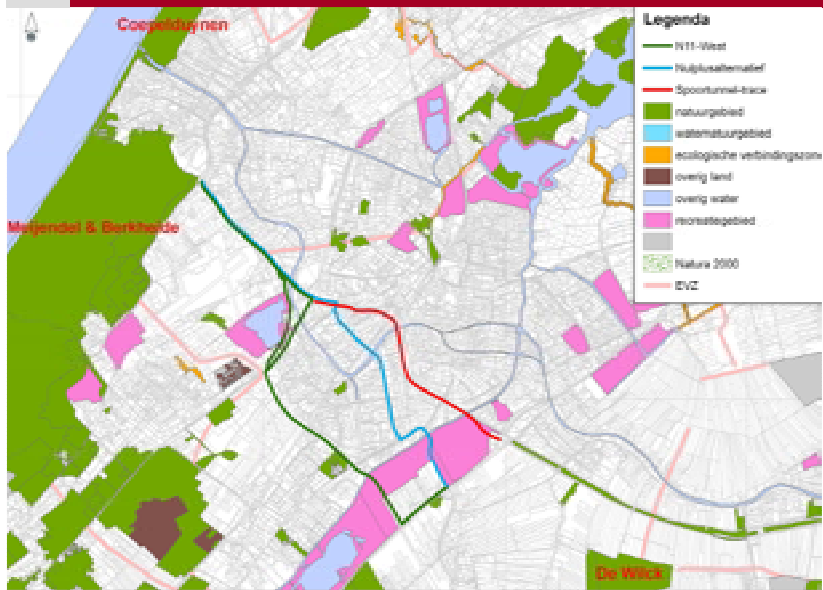 Coepelduynen
Meijendel & Berkheide
De Wilck
Legenda
N11-West
Nulplusalternatief
Spoortunnel-trace
natuurgebied
waternatuurgebied
ecologische verbindingszone
overig land
overig water
recreatiegebied
Natura 2000
EVZ